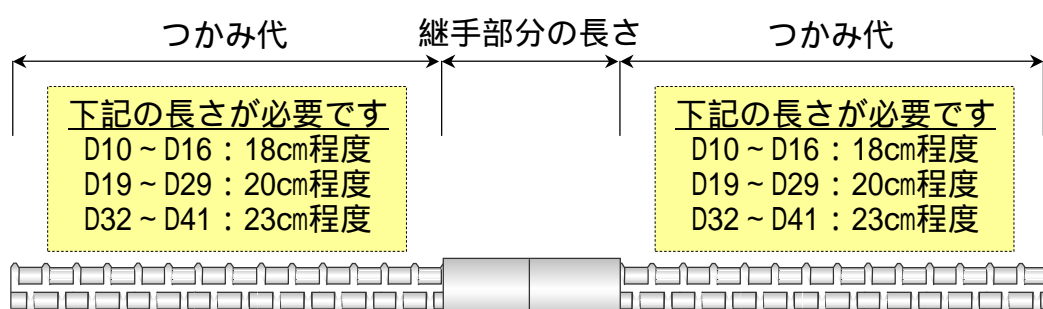 つかみ代
継手部分の長さ
つかみ代
下記の長さが必要です
D10～D16：18㎝程度
D19～D29：20㎝程度
D32～D41：23㎝程度
下記の長さが必要です
D10～D16：18㎝程度
D19～D29：20㎝程度
D32～D41：23㎝程度